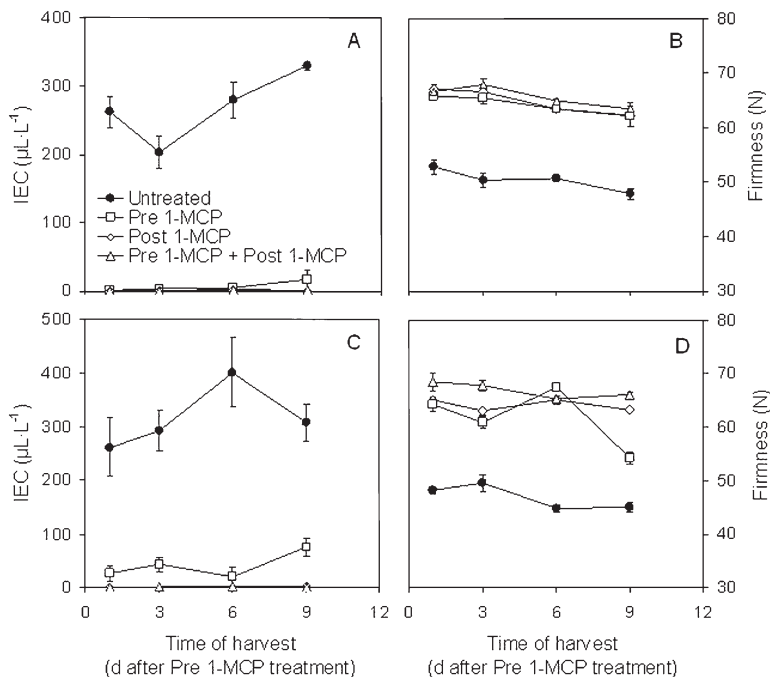 400
300
200
100
0
IEC (µL·L⁻¹)
A
Untreated
Pre 1-MCP
Post 1-MCP
Pre 1-MCP + Post 1-MCP
B
80
70
60
50
40
30
Firmness (N)
500
400
300
200
100
0
IEC (µL·L⁻¹)
C
0 3 6 9 12
Time of harvest
(d after Pre 1-MCP treatment)
D
80
70
60
50
40
30
Firmness (N)
0 3 6 9 12
Time of harvest
(d after Pre 1-MCP treatment)